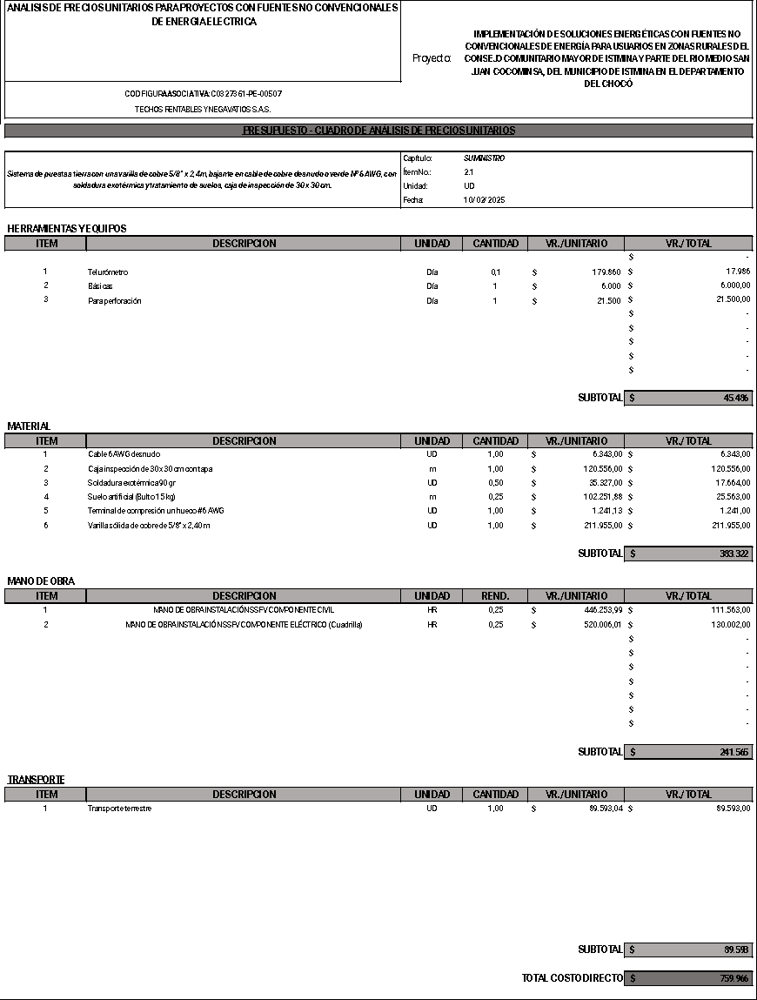 ANALISIS DE PRECIOS UNITARIOS PARA PROYECTOS CON FUENTES NO CONVENCIONALES
DE ENERGIA ELECTRICA
Proyecto:
IMPLEMENTACIÓN DE SOLUCIONES ENERGÉTICAS CON FUENTES NO
CONVENCIONALES DE ENERGÍA PARA USUARIOS EN ZONAS RURALES DEL
CONSEJO COMUNITARIO MAYOR DE ISTMINA Y PARTE DEL RIO MEDIO SAN
JUAN COCOMINSA, DEL MUNICIPIO DE ISTMINA EN EL DEPARTAMENTO
DEL CHOCÓ
COD FIGURA ASOCIATIVA: C0327361-PE-00507
TECHOS RENTABLES Y NEGAVATIOS S.A.S.
PRESUPUESTO - CUADRO DE ANÁLISIS DE PRECIOS UNITARIOS
Sistema de puesta a tierra con una varilla de cobre 5/8" x 2,4m, bajante en cable de cobre desnudo o verde Nº 6 AWG, con
soldadura exotérmica y tratamiento de suelos, caja de inspección de 30 x 30 cm.
Capítulo: SUMINISTRO
Ítem No.: 2.1
Unidad: UD
Fecha: 10/02/2025
HERRAMIENTAS Y EQUIPOS
ITEM DESCRIPCION UNIDAD CANTIDAD VR./UNITARIO VR./TOTAL
$ -
1 Telurómetro Día 0,1 $ 179.860 $ 17.986
2 Básicas Día 1 $ 6.000 $ 6.000,00
3 Para perforación Día 1 $ 21.500 $ 21.500,00
$ -
$ -
$ -
$ -
$ -
SUBTOTAL $ 45.486
MATERIAL
ITEM DESCRIPCION UNIDAD CANTIDAD VR./UNITARIO VR./TOTAL
1 Cable 6 AWG desnudo UD 1,00 $ 6.343,00 $ 6.343,00
2 Caja inspección de 30 x 30 cm con tapa m 1,00 $ 120.556,00 $ 120.556,00
3 Soldadura exotérmica 90 gr UD 0,50 $ 35.327,00 $ 17.664,00
4 Suelo artificial (Bulto 15 kg) m 0,25 $ 102.251,88 $ 25.563,00
5 Terminal de compresión un hueco #6 AWG UD 1,00 $ 1.241,13 $ 1.241,00
6 Varilla sólida de cobre de 5/8" x 2,40 m UD 1,00 $ 211.955,00 $ 211.955,00
SUBTOTAL $ 383.322
MANO DE OBRA
ITEM DESCRIPCION UNIDAD REND. VR./UNITARIO VR./TOTAL
1 MANO DE OBRA INSTALACIÓN SSFV COMPONENTE CIVIL HR 0,25 $ 446.253,99 $ 111.563,00
2 MANO DE OBRA INSTALACIÓN SSFV COMPONENTE ELÉCTRICO (Cuadrilla) HR 0,25 $ 520.006,01 $ 130.002,00
$ -
$ -
$ -
$ -
$ -
$ -
$ -
SUBTOTAL $ 241.565
TRANSPORTE
ITEM DESCRIPCION UNIDAD CANTIDAD VR./UNITARIO VR./TOTAL
1 Transporte terrestre UD 1,00 $ 89.593,04 $ 89.593,00
SUBTOTAL $ 89.593
TOTAL COSTO DIRECTO $ 759.966